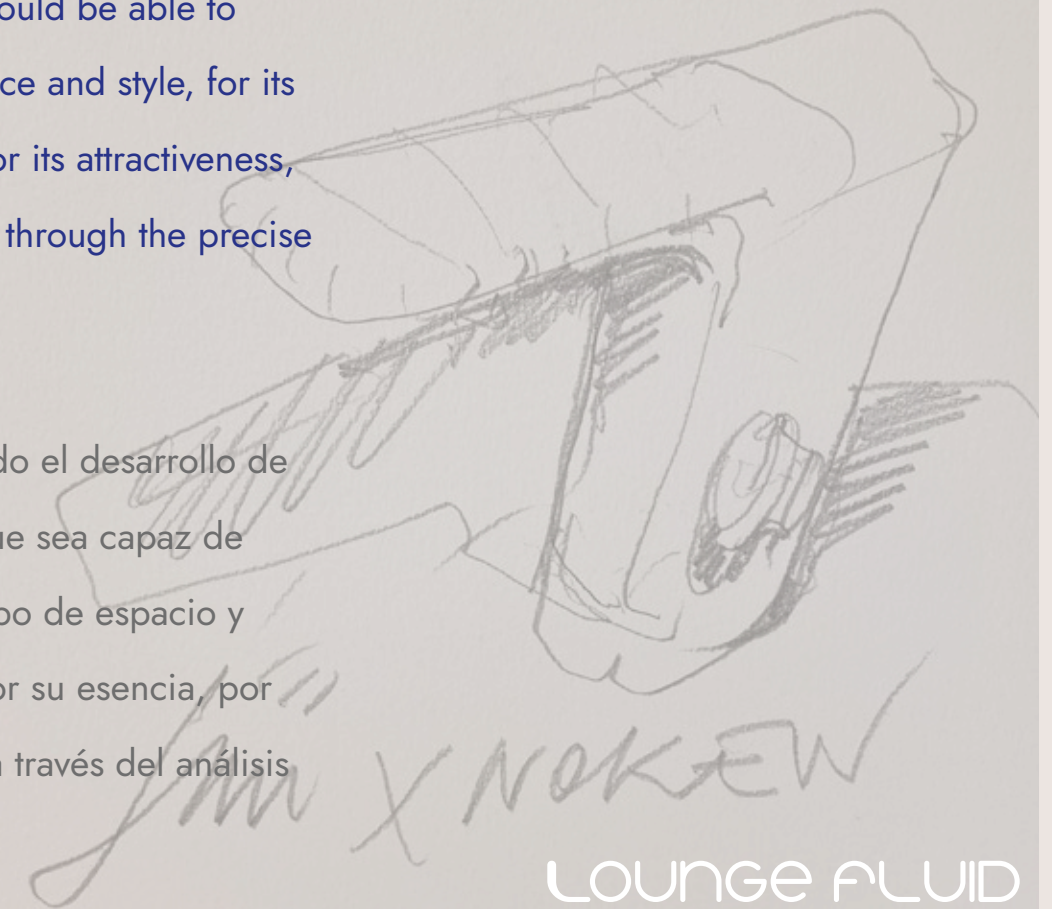 ould be able to
ce and style, for its
or its attractiveness,
through the precise
do el desarrollo de
ue sea capaz de
po de espacio y
or su esencia, por
a través del análisis
X NOKEN
LOUNGE FLUID